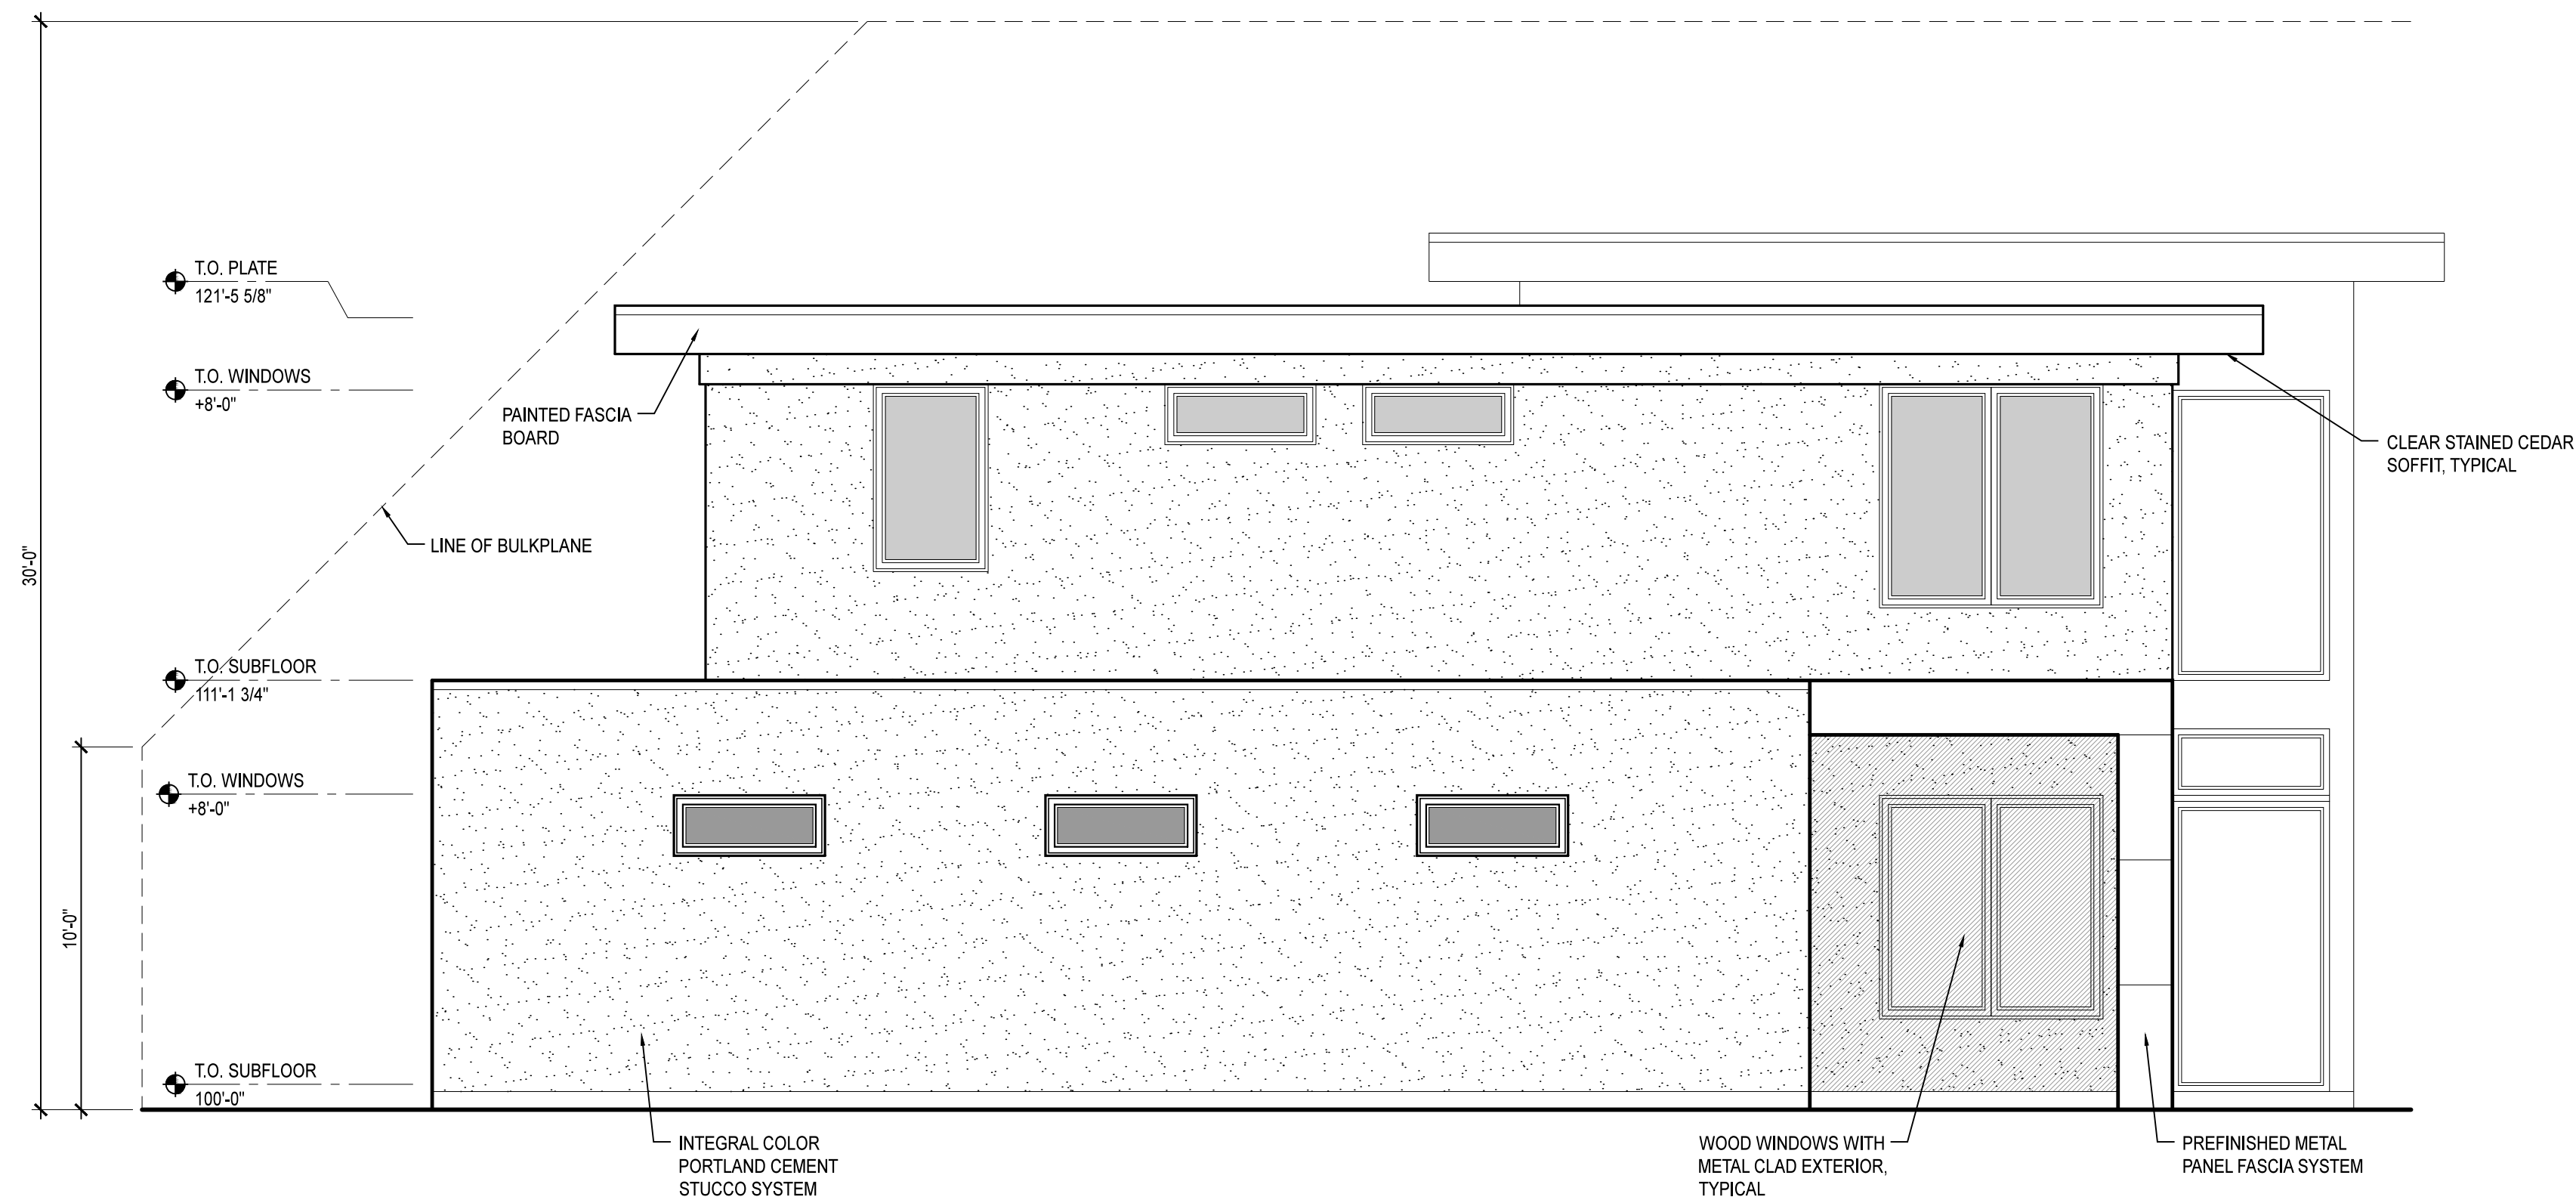 T.O. PLATE
121'-5 5/8"
T.O. WINDOWS
+8'-0"
PAINTED FASCIA
BOARD
CLEAR STAINED CEDAR
SOFFIT, TYPICAL
LINE OF BULKPLANE
30'-0"
T.O. SUBFLOOR
111'-1 3/4"
T.O. WINDOWS
+8'-0"
10'-0"
T.O. SUBFLOOR
100'-0"
INTEGRAL COLOR
PORTLAND CEMENT
STUCCO SYSTEM
WOOD WINDOWS WITH
METAL CLAD EXTERIOR,
TYPICAL
PREFINISHED METAL
PANEL FASCIA SYSTEM